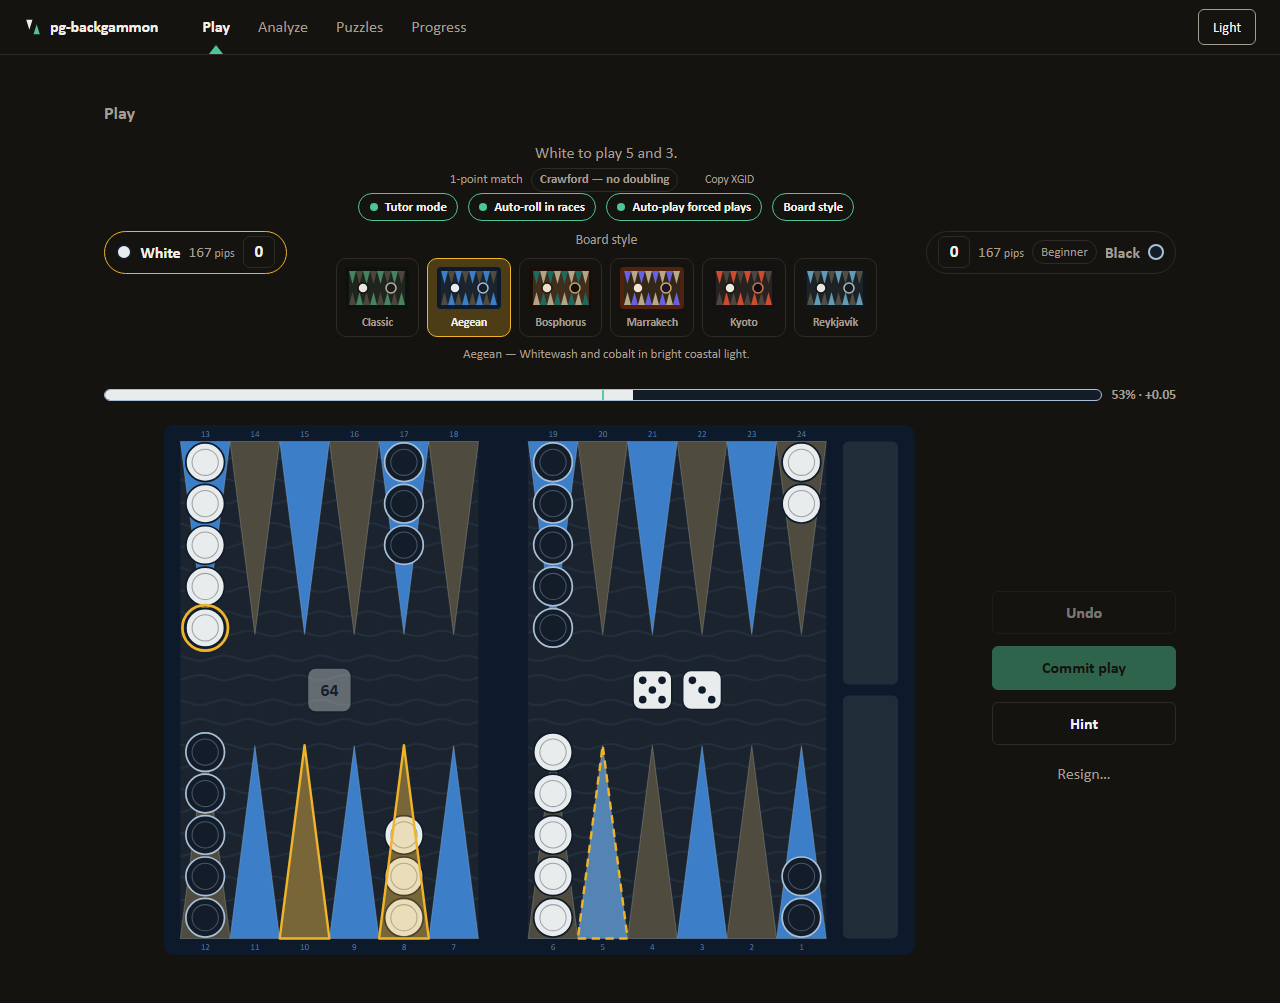 pg-backgammon Play Analyze Puzzles Progress Light
Play
White to play 5 and 3.
1-point match Crawford — no doubling Copy XGID
Tutor mode Auto-roll in races Auto-play forced plays Board style
Board style
White 167 pips 0
0 167 pips Beginner Black
Classic Aegean Bosphorus Marrakech Kyoto Reykjavík
Aegean — Whitewash and cobalt in bright coastal light.
53% · +0.05
13 14 15 16 17 18 19 20 21 22 23 24
64
Undo
Commit play
Hint
Resign...
12 11 10 9 8 7 6 5 4 3 2 1